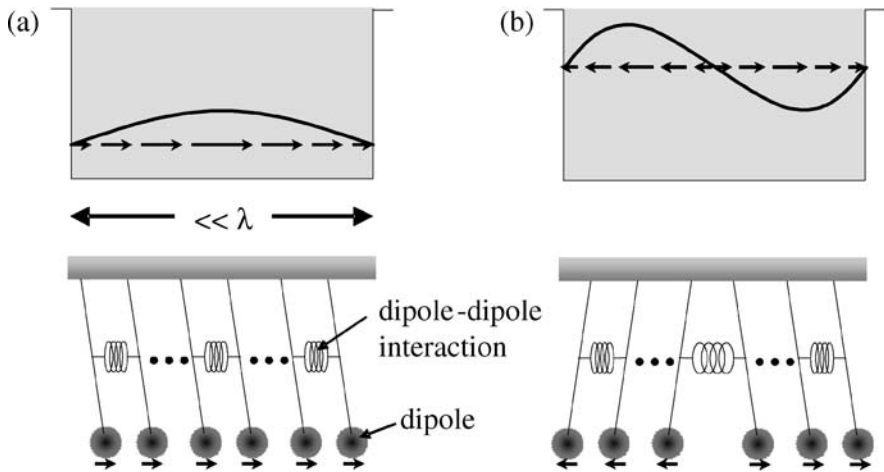 (a)
(b)
<< λ
dipole-dipole
interaction
dipole